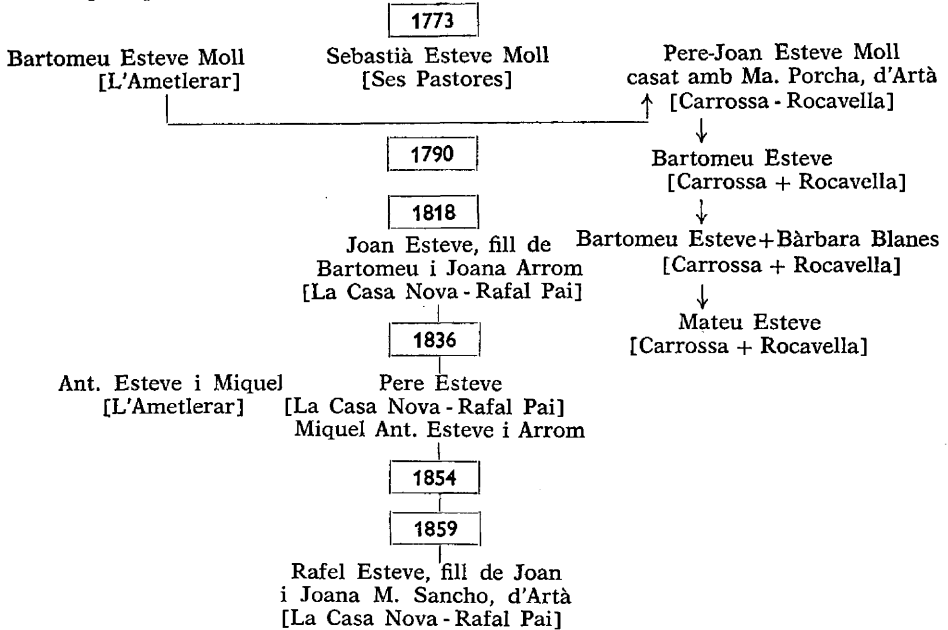 1773
Bartomeu Esteve Moll
[L'Ametlerar]
Sebastià Esteve Moll
[Ses Pastores]
Pere-Joan Esteve Moll
casat amb Ma. Porcha, d'Artà
[Carrossa - Rocavella]
1790
Bartomeu Esteve
[Carrossa + Rocavella]
1818
Joan Esteve, fill de
Bartomeu i Joana Arrom
[La Casa Nova - Rafal Pai]
Bartomeu Esteve+Bàrbara Blanes
[Carrossa + Rocavella]
Mateu Esteve
[Carrossa + Rocavella]
1836
Ant. Esteve i Miquel
[L'Ametlerar]
Pere Esteve
[La Casa Nova - Rafal Pai]
Miquel Ant. Esteve i Arrom
1854
1859
Rafel Esteve, fill de Joan
i Joana M. Sancho, d'Artà
[La Casa Nova - Rafal Pai]